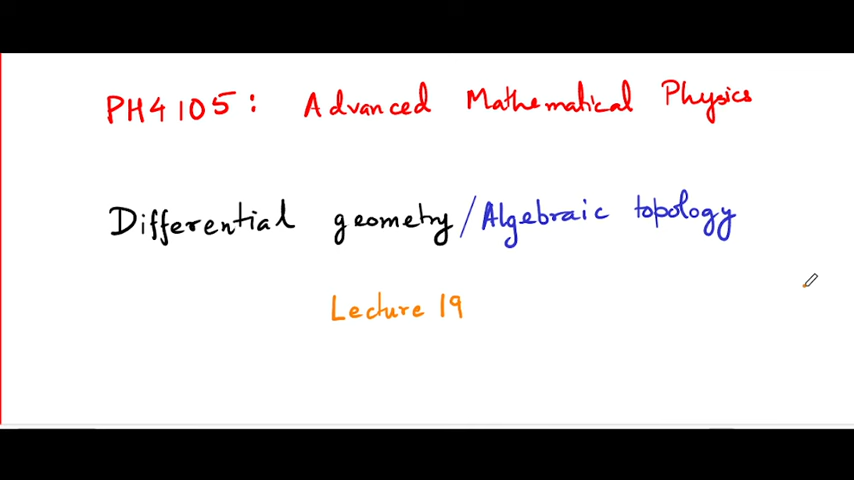 PH4105: Advanced Mathematical Physics
Differential geometry/Algebraic topology
Lecture 19